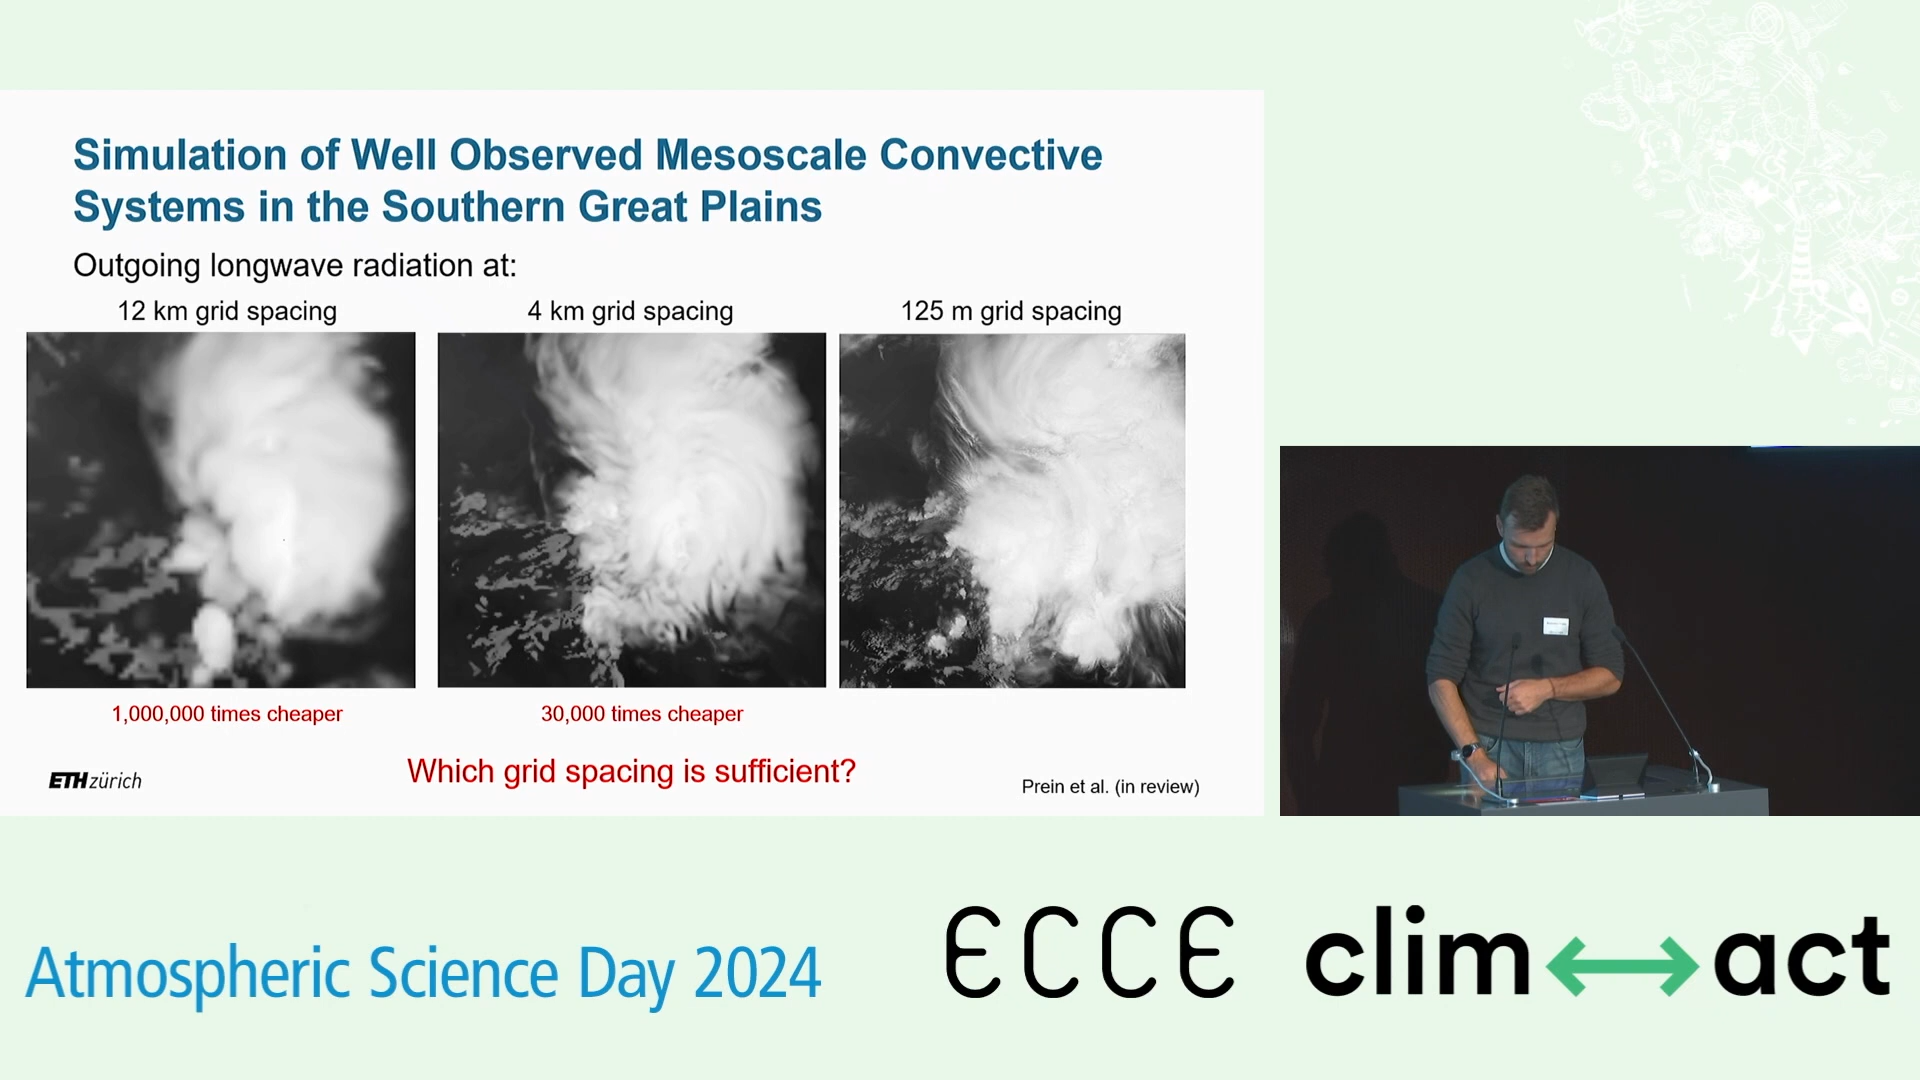 Simulation of Well Observed Mesoscale Convective
Systems in the Southern Great Plains
Outgoing longwave radiation at:
12 km grid spacing
4 km grid spacing
125 m grid spacing
1,000,000 times cheaper
30,000 times cheaper
Which grid spacing is sufficient?
ETH zürich
Prein et al. (in review)
Atmospheric Science Day 2024
ECCE
clim act